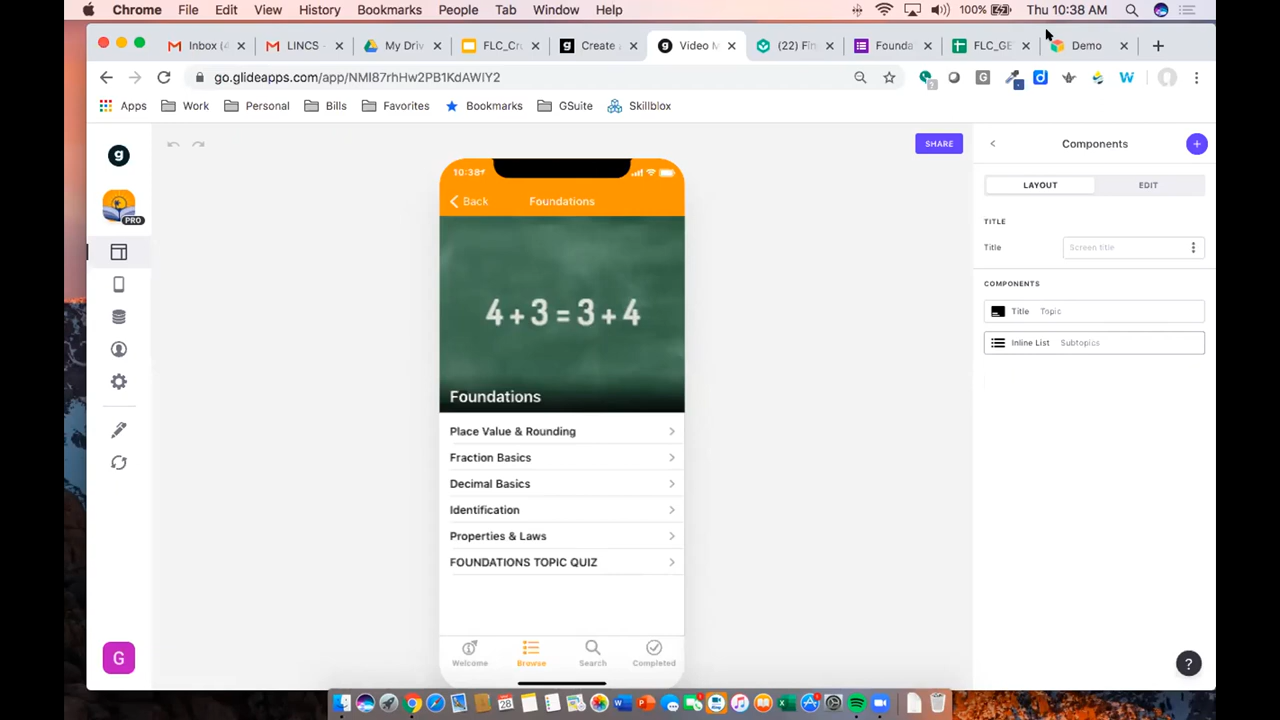 Chrome File Edit View History Bookmarks People Tab Window Help 100% Thu 10:38 AM
Inbox (4 LINCS - My Driv FLC_Cru Create Video M (22) Fin Founda FLC_GE Demo
go.glideapps.com/app/NMI87rhHw2PB1KdAWlY2
Apps Work Personal Bills Favorites Bookmarks GSuite Skillblox
SHARE
Components
LAYOUT EDIT
TITLE
Title Screen title
COMPONENTS
Title Topic
Inline List Subtopics
PRO
10:38
Back Foundations
4+3=3+4
Foundations
Place Value & Rounding
Fraction Basics
Decimal Basics
Identification
Properties & Laws
FOUNDATIONS TOPIC QUIZ
Welcome Browse Search Completed
G
?